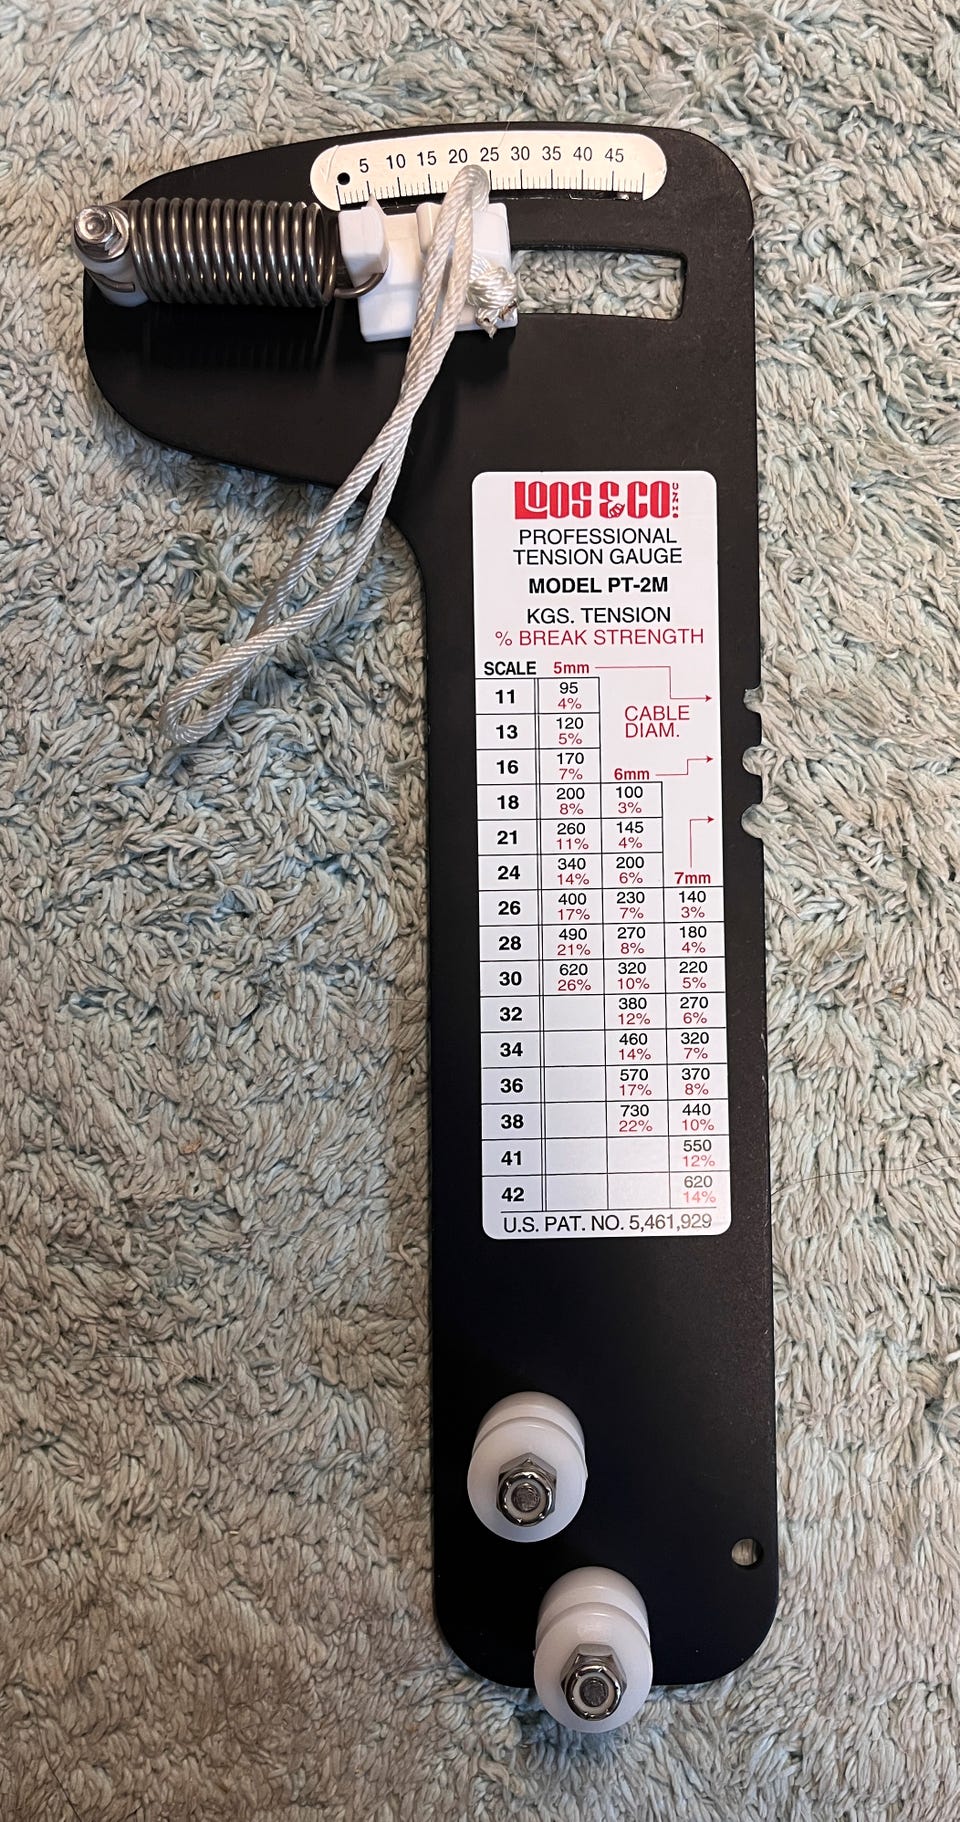 5 10 15 20 25 30 35 40 45
LOOS & CO INC
PROFESSIONAL
TENSION GAUGE
MODEL PT-2M
KGS. TENSION
% BREAK STRENGTH
SCALE 5mm
11 95
4%
CABLE
DIAM.
13 120
5%
16 170
7%
6mm
18 200 100
8% 3%
21 260 145
11% 4%
24 340 200
14% 6%
7mm
26 400 230 140
17% 7% 3%
28 490 270 180
21% 8% 4%
30 620 320 220
26% 10% 5%
32 380 270
12% 6%
34 460 320
14% 7%
36 570 370
17% 8%
38 730 440
22% 10%
41 550
12%
42 620
14%
U.S. PAT. NO. 5,461,929